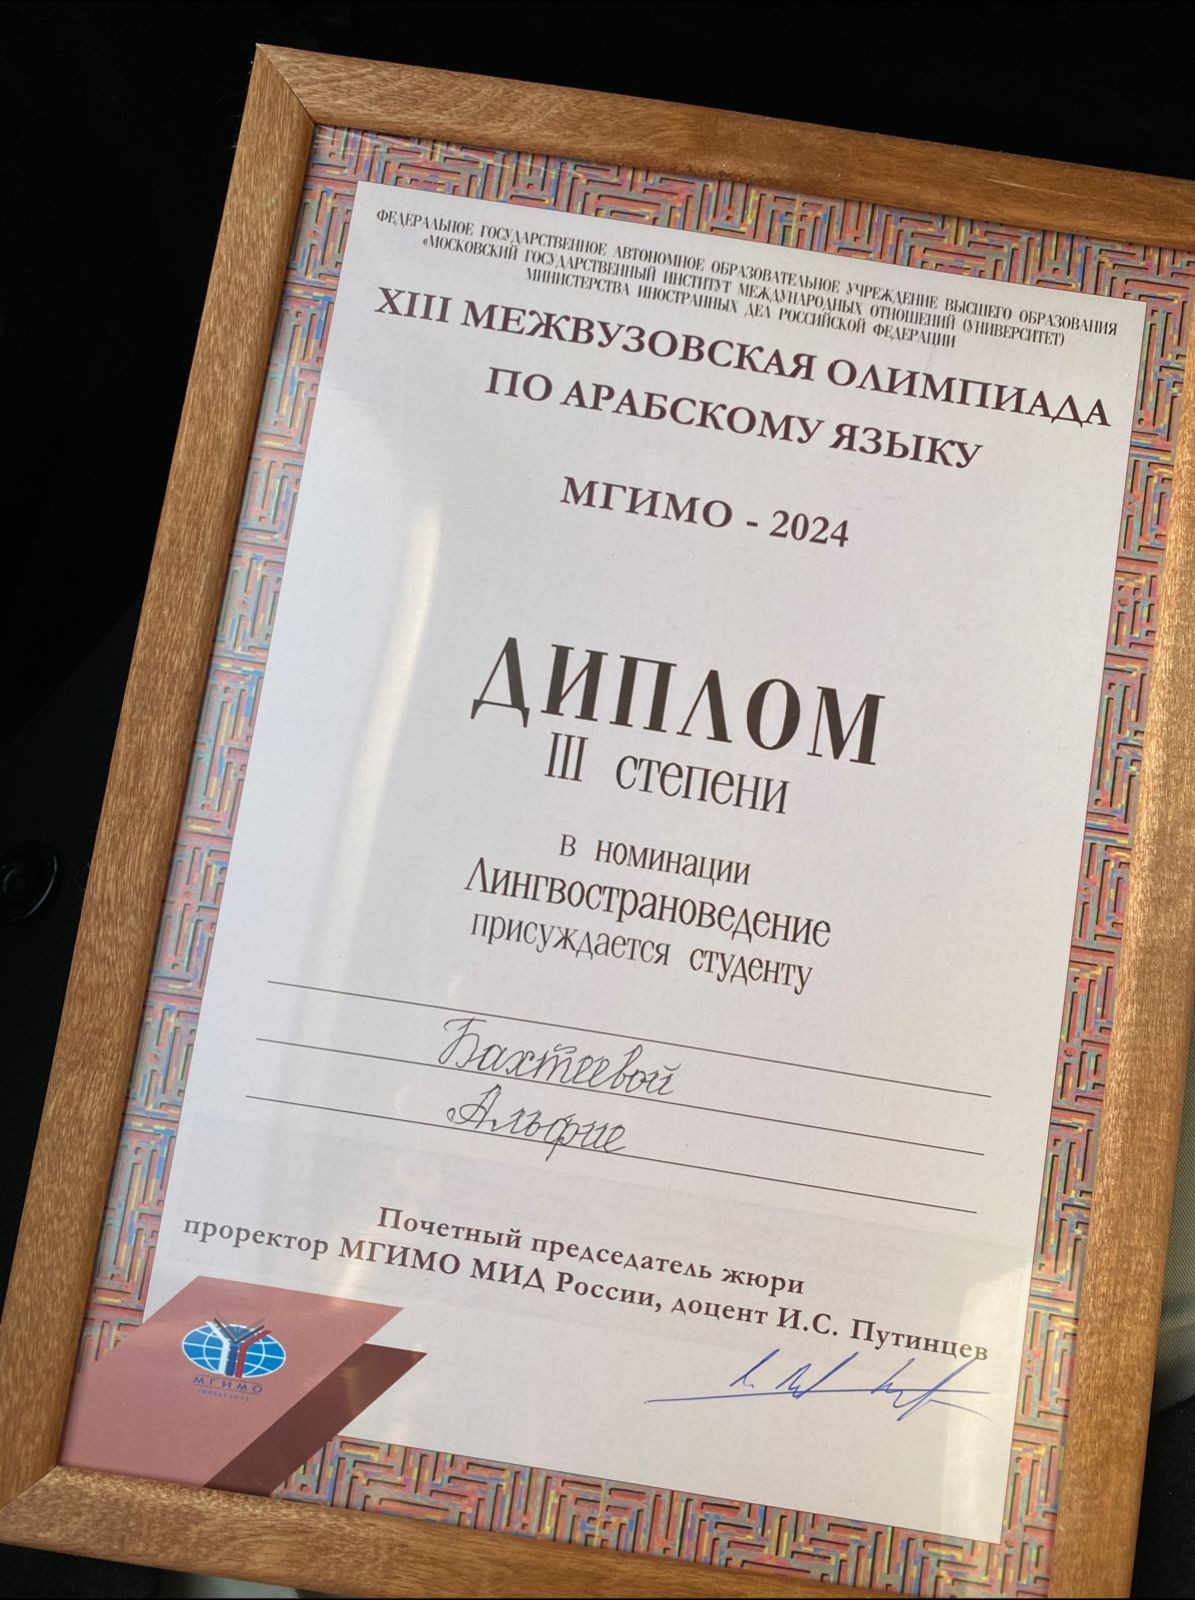 ФЕДЕРАЛЬНОЕ ГОСУДАРСТВЕННОЕ АВТОНОМНОЕ ОБРАЗОВАТЕЛЬНОЕ УЧРЕЖДЕНИЕ ВЫСШЕГО ОБРАЗОВАНИЯ
«МОСКОВСКИЙ ГОСУДАРСТВЕННЫЙ ИНСТИТУТ МЕЖДУНАРОДНЫХ ОТНОШЕНИЙ (УНИВЕРСИТЕТ)
МИНИСТЕРСТВА ИНОСТРАННЫХ ДЕЛ РОССИЙСКОЙ ФЕДЕРАЦИИ
XIII МЕЖВУЗОВСКАЯ ОЛИМПИАДА
ПО АРАБСКОМУ ЯЗЫКУ
МГИМО - 2024
ДИПЛОМ
III степени
в номинации
Лингвострановедение
присуждается студенту
Бахтеевой
Альфие
Почетный председатель жюри
проректор МГИМО МИД России, доцент И.С. Путинцев
МГИМО
УНИВЕРСИТЕТ